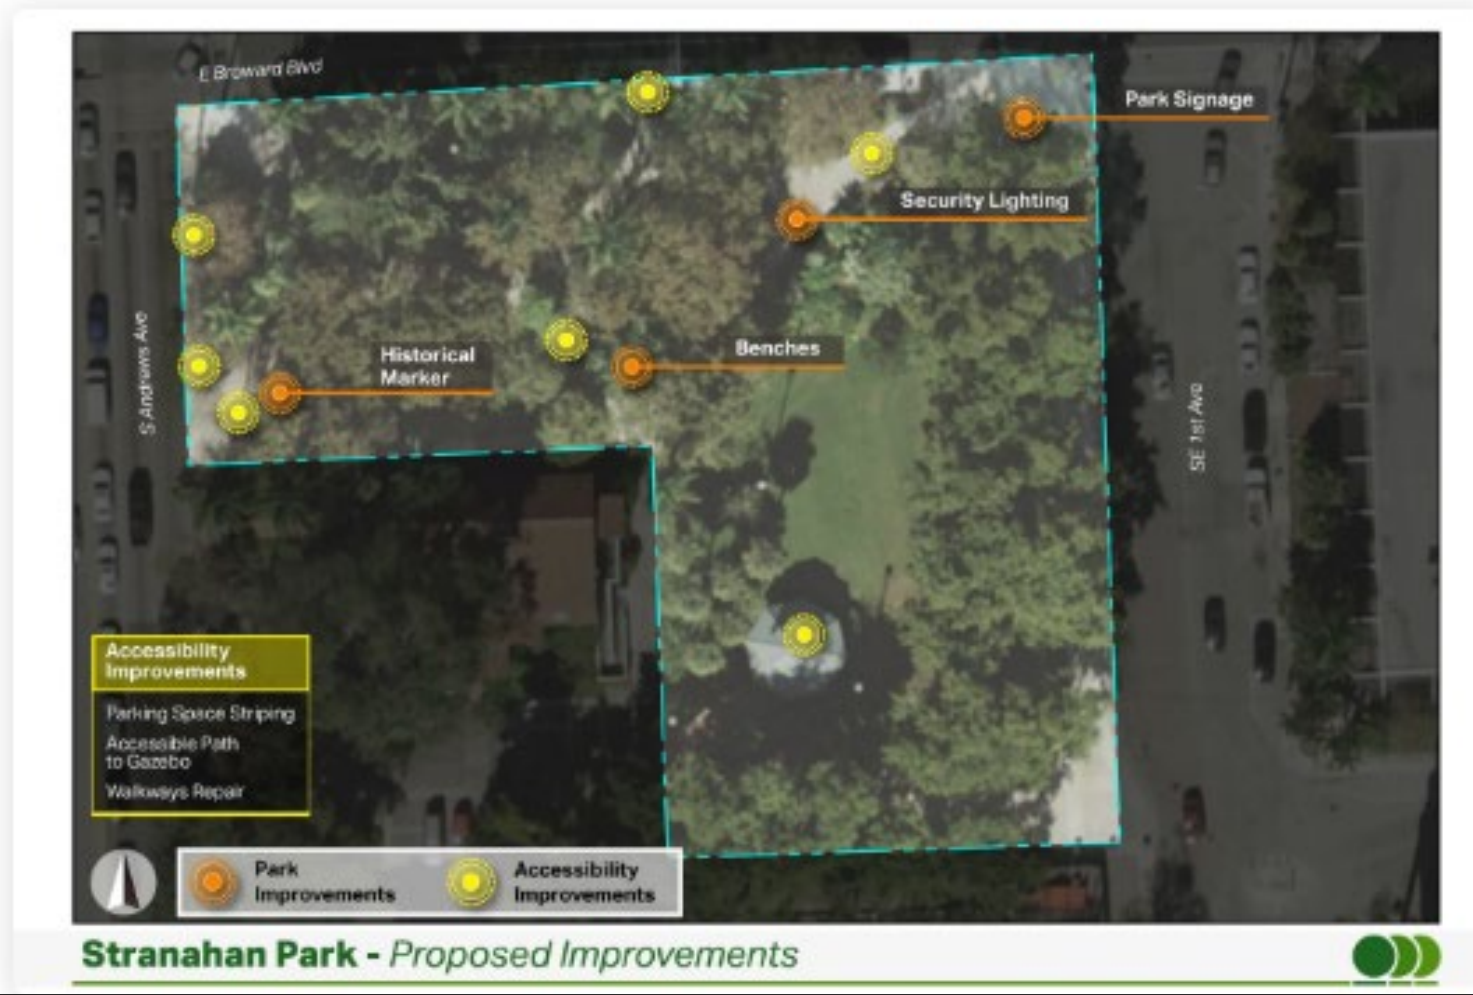 E Broward Blvd
Park Signage
Security Lighting
Benches
Historical
Marker
S Andrews Ave
SE 1st Ave
Accessibility
Improvements
Parking Space Striping
Accessible Path
to Gazebo
Walkways Repair
Park
Improvements
Accessibility
Improvements
Stranahan Park - Proposed Improvements